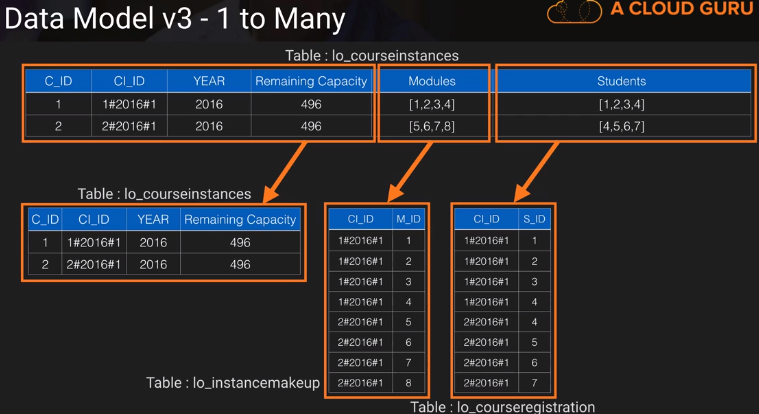 Data Model v3 - 1 to Many
A CLOUD GURU
Table : lo_courseinstances
C_ID CI_ID YEAR Remaining Capacity Modules Students
1 1#2016#1 2016 496 [1,2,3,4] [1,2,3,4]
2 2#2016#1 2016 496 [5,6,7,8] [4,5,6,7]
Table : lo_courseinstances
C_ID CI_ID YEAR Remaining Capacity
1 1#2016#1 2016 496
2 2#2016#1 2016 496
CI_ID M_ID
1#2016#1 1
1#2016#1 2
1#2016#1 3
1#2016#1 4
2#2016#1 5
2#2016#1 6
2#2016#1 7
2#2016#1 8
Table : lo_instancemakeup
CI_ID S_ID
1#2016#1 1
1#2016#1 2
1#2016#1 3
1#2016#1 4
2#2016#1 4
2#2016#1 5
2#2016#1 6
2#2016#1 7
Table : lo_courseregistration